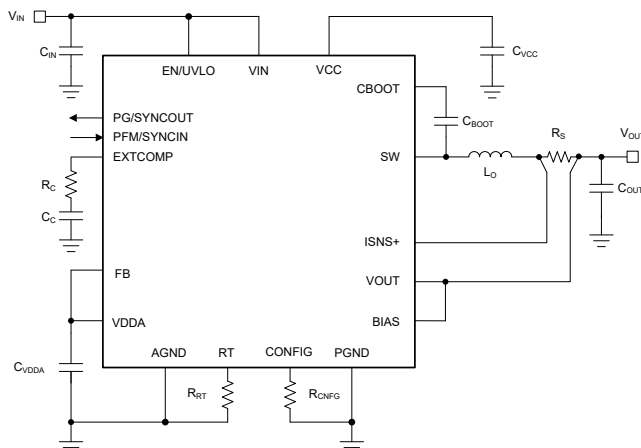 VIN
CIN
EN/UVLO
VIN
VCC
CVCC
CBOOT
CBOOT
PG/SYNCOUT
PFM/SYNCIN
EXTCOMP
SW
LO
RS
VOUT
COUT
RC
CC
ISNS+
FB
VOUT
VDDA
BIAS
CVDDA
AGND
RT
CONFIG
PGND
RRT
RCNFG